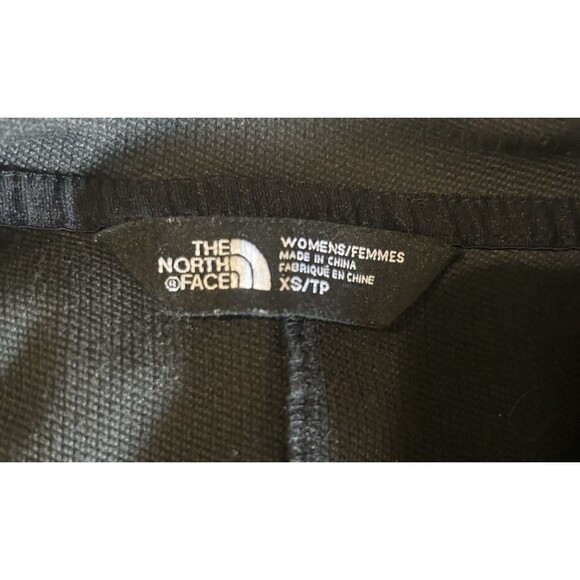 THE
NORTH
® FACE
WOMENS/FEMMES
MADE IN CHINA
FABRIQUÉ EN CHINE
XS/TP